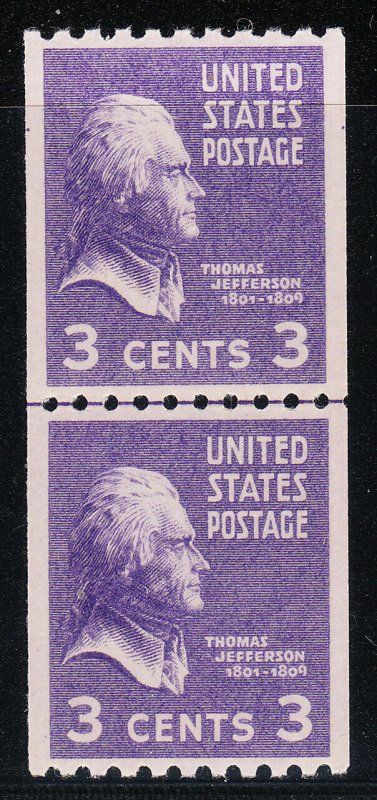 UNITED
STATES
POSTAGE
THOMAS
JEFFERSON
1801-1809
3 CENTS 3
UNITED
STATES
POSTAGE
THOMAS
JEFFERSON
1801-1809
3 CENTS 3